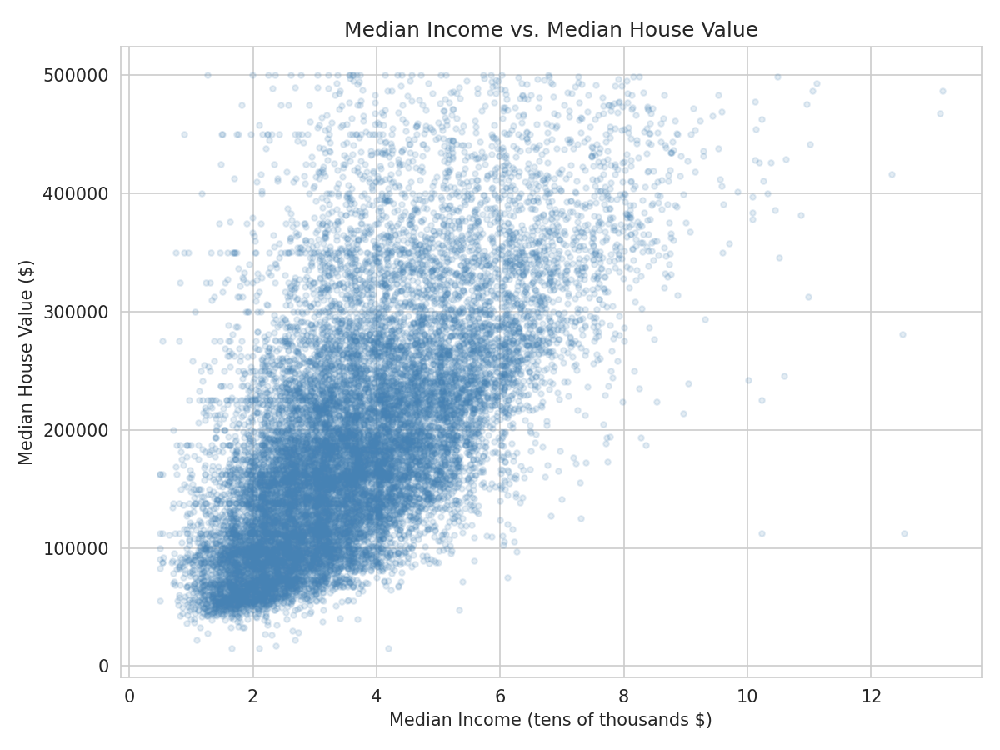 Median Income vs. Median House Value
500000
400000
300000
200000
100000
0
Median House Value ($)
0 2 4 6 8 10 12
Median Income (tens of thousands $)